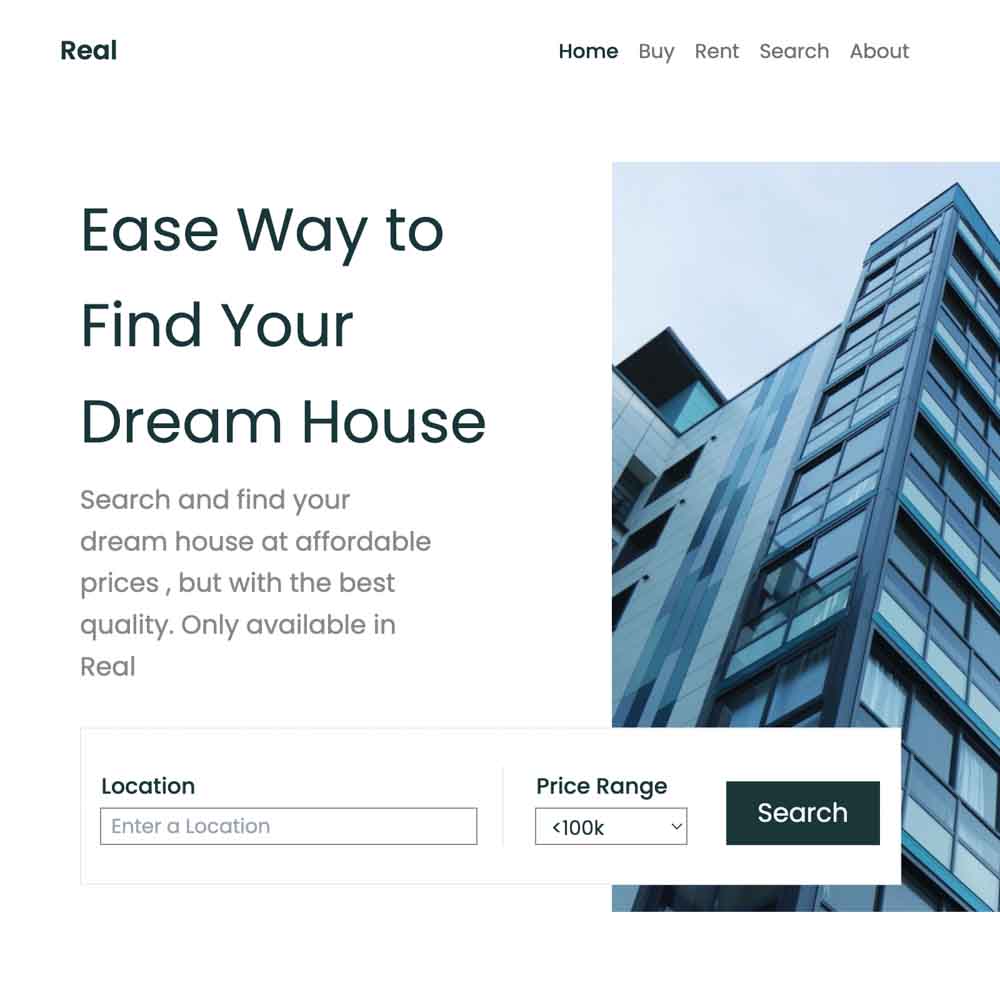 Real
Home Buy Rent Search About
Ease Way to
Find Your
Dream House
Search and find your
dream house at affordable
prices , but with the best
quality. Only available in
Real
Location
Enter a Location
Price Range
<100k
Search